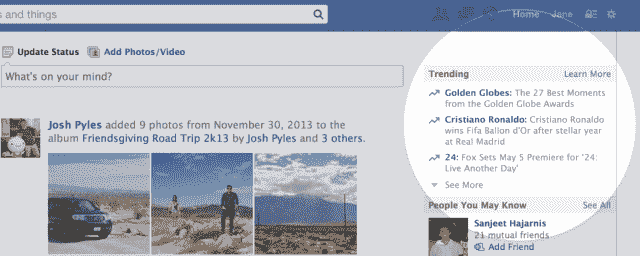 s and things
Home
Jane
Update Status
Add Photos/Video
What's on your mind?
Josh Pyles added 9 photos from November 30, 2013 to the
album Friendsgiving Road Trip 2k13 by Josh Pyles and 3 others.
Trending
Learn More
Golden Globes: The 27 Best Moments
from the Golden Globe Awards
Cristiano Ronaldo: Cristiano Ronaldo
wins Fifa Ballon d'Or after stellar year
at Real Madrid
24: Fox Sets May 5 Premiere for '24:
Live Another Day'
See More
People You May Know
See All
Sanjeet Hajarnis
21 mutual friends
Add Friend